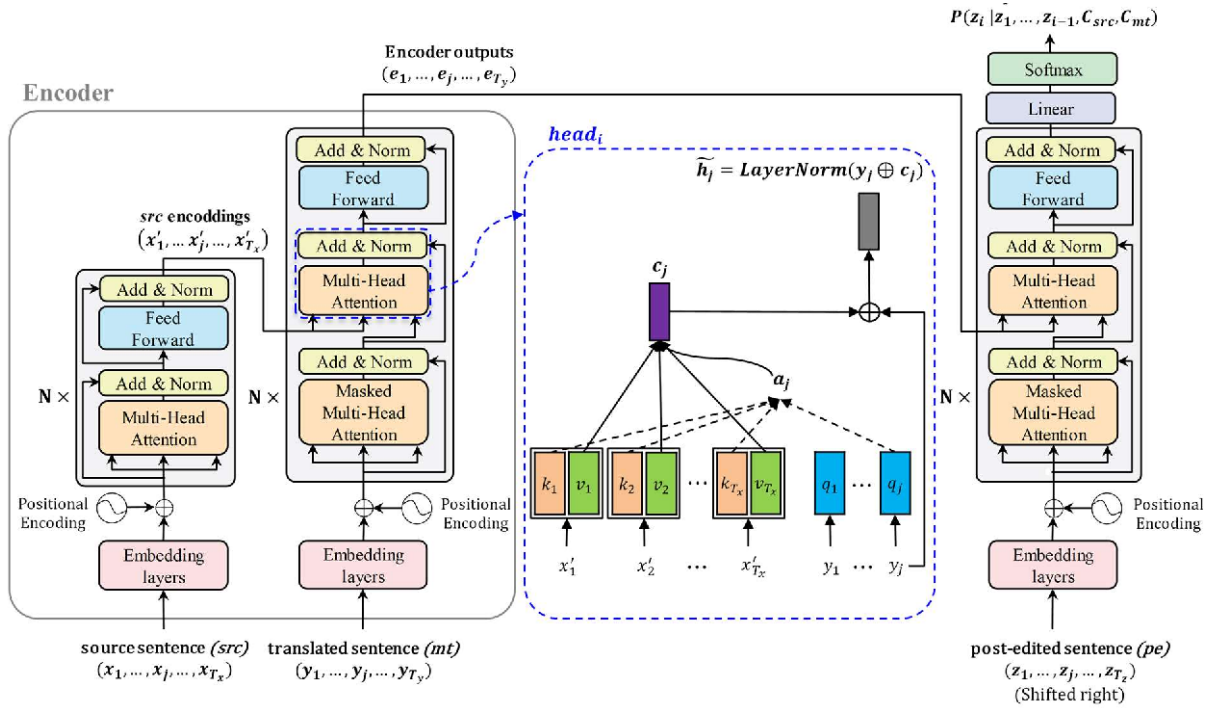 P(z_i |z_1, …, z_{i−1}, C_src, C_mt)
Softmax
Linear
Encoder outputs
(e_1, …, e_j, …, e_{T_y})
Encoder
Add & Norm
Feed
Forward
Add & Norm
Multi-Head
Attention
Add & Norm
Masked
Multi-Head
Attention
N ×
Positional
Encoding
Embedding
layers
translated sentence (mt)
(y_1, …, y_j, …, y_{T_y})
src encoddings
(x′_1, … x′_j, …, x′_{T_x})
Add & Norm
Feed
Forward
Add & Norm
Multi-Head
Attention
N ×
Positional
Encoding
Embedding
layers
source sentence (src)
(x_1, …, x_j, …, x_{T_x})
head_i
h̃_j = LayerNorm(y_j ⊕ c_j)
c_j
a_j
k_1 v_1 k_2 v_2 … k_{T_x} v_{T_x} q_1 … q_j
x′_1 x′_2 … x′_{T_x} y_1 … y_j
Add & Norm
Feed
Forward
Add & Norm
Multi-Head
Attention
Add & Norm
Masked
Multi-Head
Attention
N ×
Positional
Encoding
Embedding
layers
post-edited sentence (pe)
(z_1, …, z_j, …, z_{T_z})
(Shifted right)